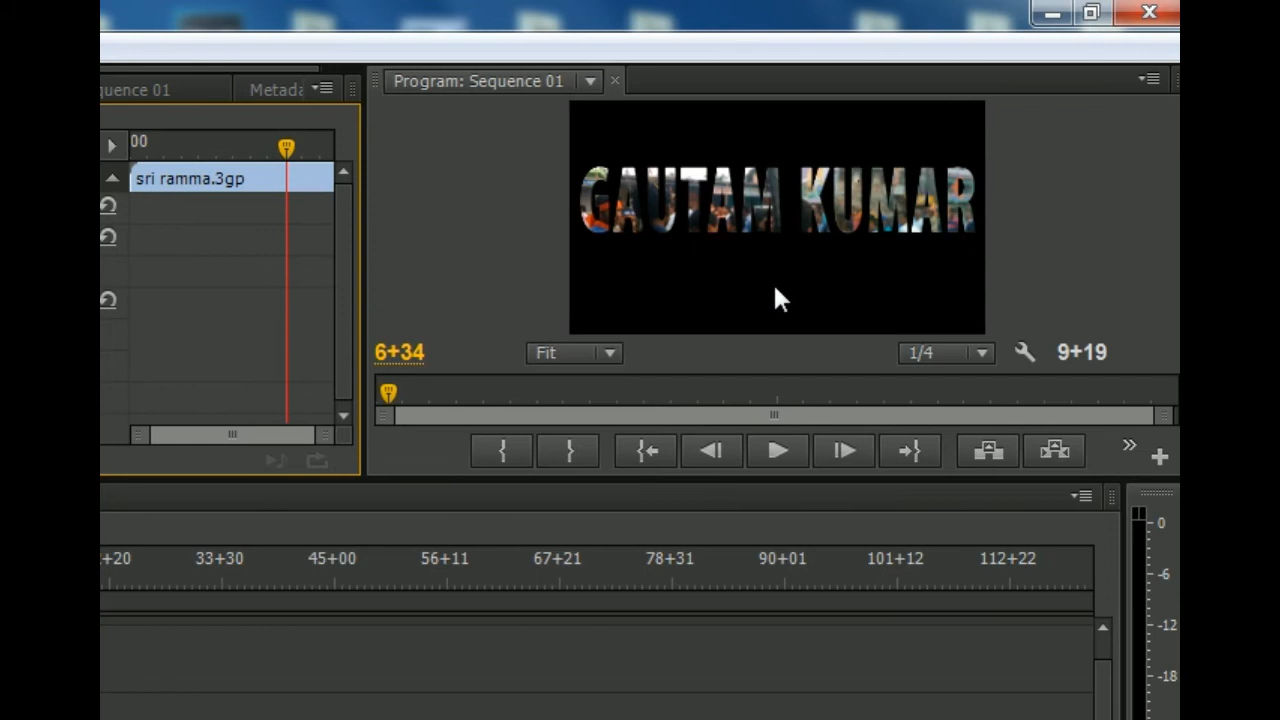 Program: Sequence 01
quence 01
Metada
00
sri ramma.3gp
GAUTAM KUMAR
6+34
Fit
1/4
9+19
+20 33+30 45+00 56+11 67+21 78+31 90+01 101+12 112+22
0
-6
-12
-18